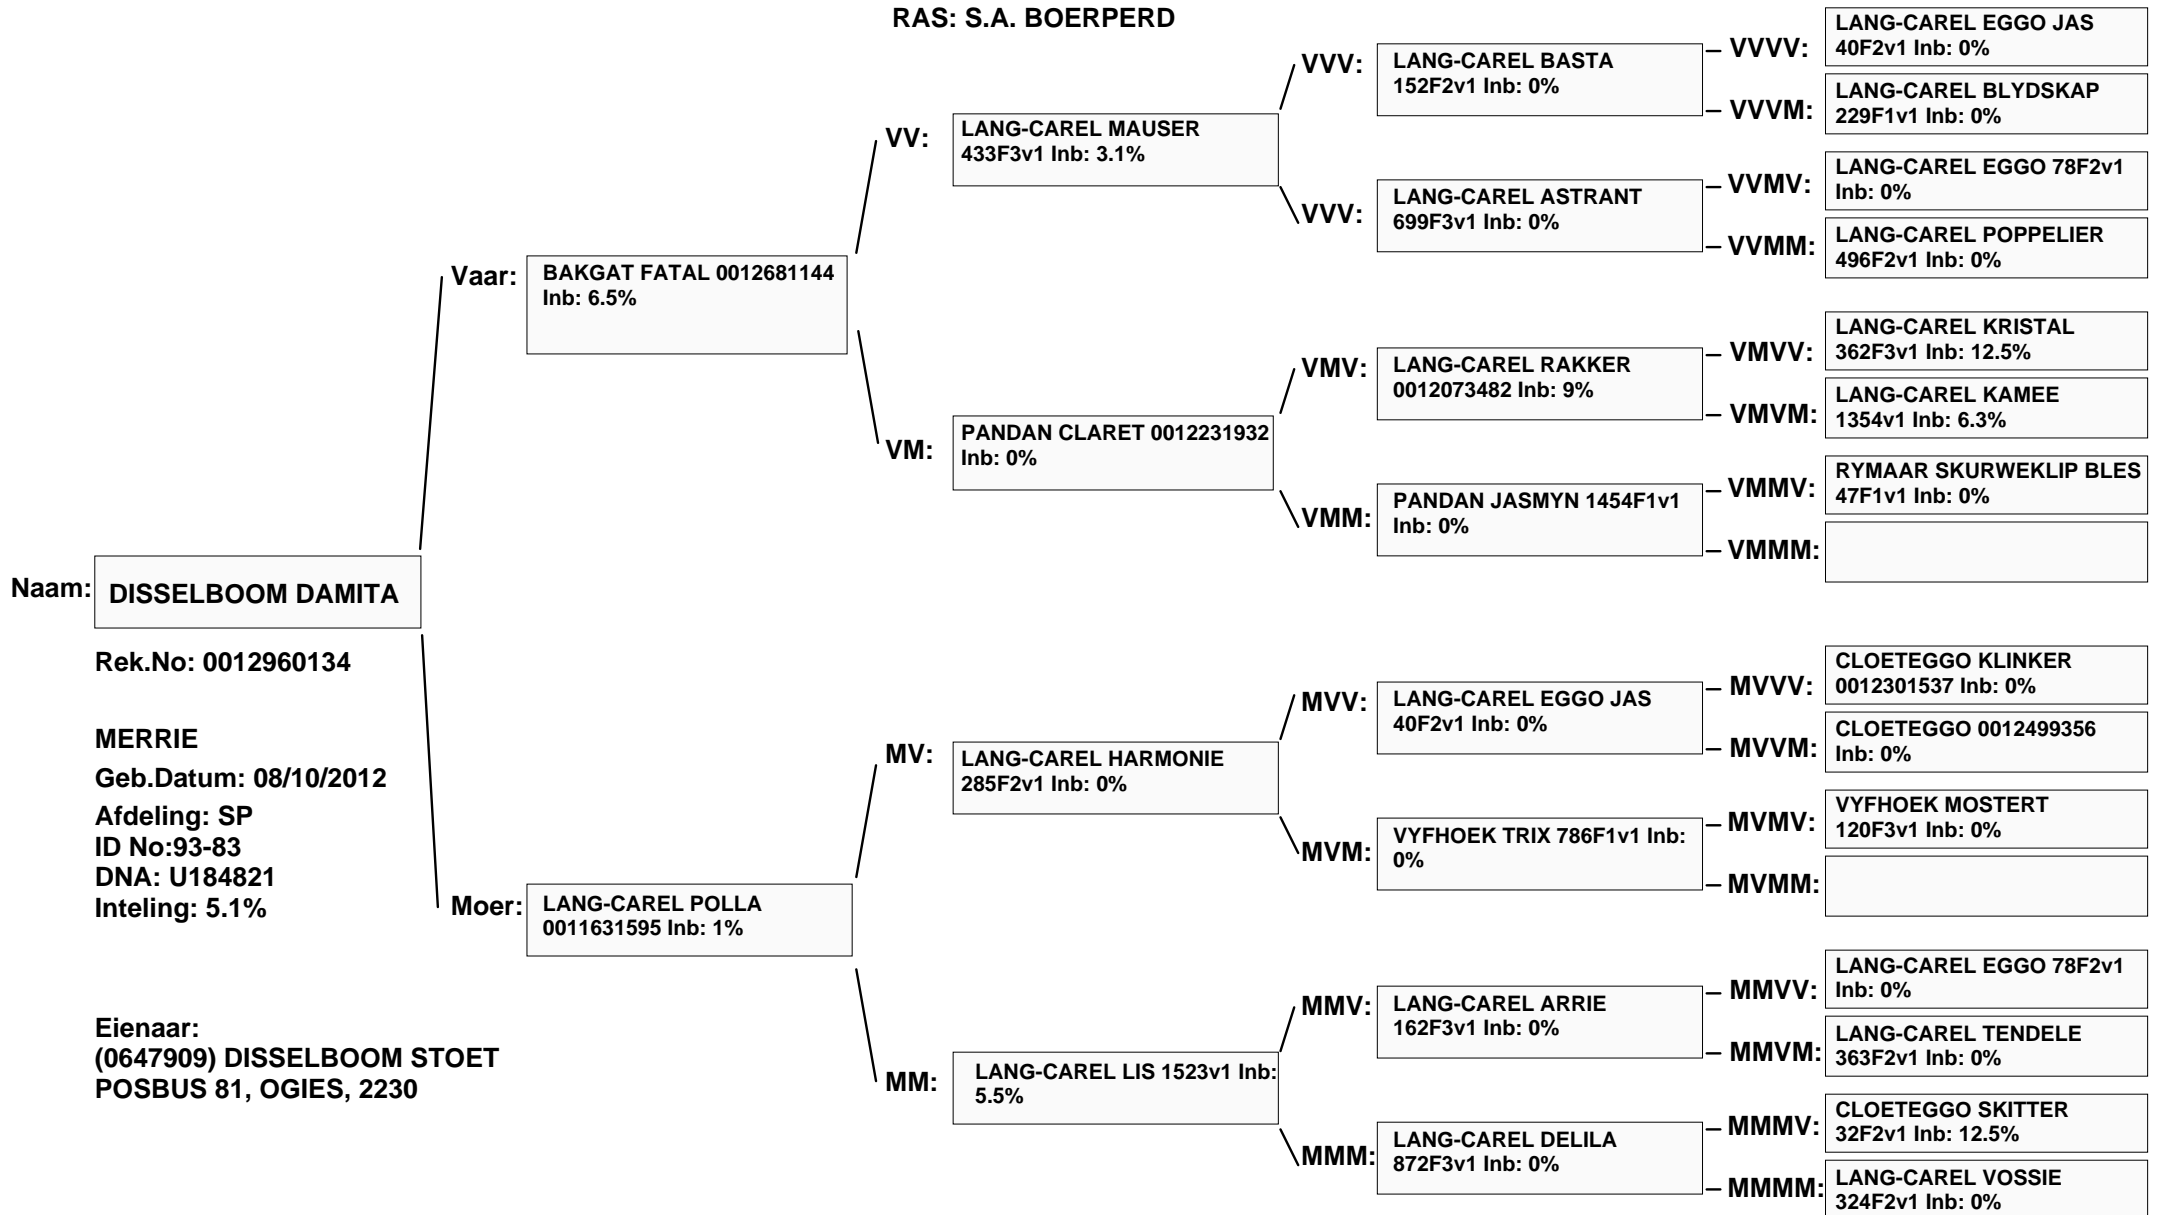 RAS: S.A. BOERPERD
Naam:
DISSELBOOM DAMITA
Rek.No: 0012960134
MERRIE
Geb.Datum: 08/10/2012
Afdeling: SP
ID No:93-83
DNA: U184821
Inteling: 5.1%
Eienaar:
(0647909) DISSELBOOM STOET
POSBUS 81, OGIES, 2230
Vaar:
BAKGAT FATAL 0012681144
Inb: 6.5%
Moer:
LANG-CAREL POLLA
0011631595 Inb: 1%
VV:
LANG-CAREL MAUSER
433F3v1 Inb: 3.1%
VM:
PANDAN CLARET 0012231932
Inb: 0%
MV:
LANG-CAREL HARMONIE
285F2v1 Inb: 0%
MM:
LANG-CAREL LIS 1523v1 Inb:
5.5%
VVV:
LANG-CAREL BASTA
152F2v1 Inb: 0%
VVV:
LANG-CAREL ASTRANT
699F3v1 Inb: 0%
VMV:
LANG-CAREL RAKKER
0012073482 Inb: 9%
VMM:
PANDAN JASMYN 1454F1v1
Inb: 0%
MVV:
LANG-CAREL EGGO JAS
40F2v1 Inb: 0%
MVM:
VYFHOEK TRIX 786F1v1 Inb:
0%
MMV:
LANG-CAREL ARRIE
162F3v1 Inb: 0%
MMM:
LANG-CAREL DELILA
872F3v1 Inb: 0%
VVVV:
LANG-CAREL EGGO JAS
40F2v1 Inb: 0%
VVVM:
LANG-CAREL BLYDSKAP
229F1v1 Inb: 0%
VVMV:
LANG-CAREL EGGO 78F2v1
Inb: 0%
VVMM:
LANG-CAREL POPPELIER
496F2v1 Inb: 0%
VMVV:
LANG-CAREL KRISTAL
362F3v1 Inb: 12.5%
VMVM:
LANG-CAREL KAMEE
1354v1 Inb: 6.3%
VMMV:
RYMAAR SKURWEKLIP BLES
47F1v1 Inb: 0%
VMMM:
MVVV:
CLOETEGGO KLINKER
0012301537 Inb: 0%
MVVM:
CLOETEGGO 0012499356
Inb: 0%
MVMV:
VYFHOEK MOSTERT
120F3v1 Inb: 0%
MVMM:
MMVV:
LANG-CAREL EGGO 78F2v1
Inb: 0%
MMVM:
LANG-CAREL TENDELE
363F2v1 Inb: 0%
MMMV:
CLOETEGGO SKITTER
32F2v1 Inb: 12.5%
MMMM:
LANG-CAREL VOSSIE
324F2v1 Inb: 0%